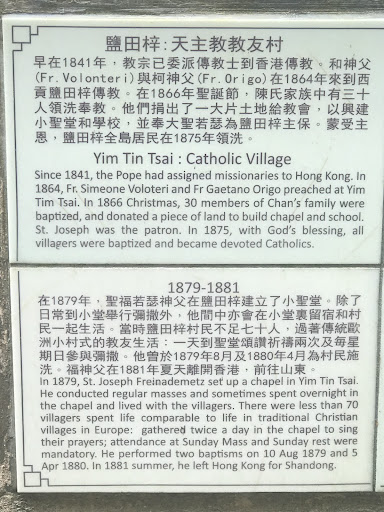 鹽田梓：天主教教友村
早在1841年，教宗已委派傳教士到香港傳教。和神父
(Fr.Volonteri)與柯神父(Fr.Origo)在1864年來到西
貢鹽田梓傳教。在1866年聖誕節，陳氏家族中有三十
人領洗奉教。他們捐出了一大片土地給教會，以興建
小聖堂和學校，並奉大聖若瑟為鹽田梓主保。蒙受主
恩，鹽田梓全島居民在1875年領洗。
Yim Tin Tsai : Catholic Village
Since 1841, the Pope had assigned missionaries to Hong Kong. In
1864, Fr. Simeone Voloteri and Fr Gaetano Origo preached at Yim
Tim Tsai. In 1866 Christmas, 30 members of Chan's family were
baptized, and donated a piece of land to build chapel and school.
St. Joseph was the patron. In 1875, with God's blessing, all
villagers were baptized and became devoted Catholics.
1879-1881
在1879年，聖福若瑟神父在鹽田梓建立了小聖堂。除了
日常到小堂舉行彌撒外，他間中亦會在小堂裏留宿和村
民一起生活。當時鹽田梓村民不足七十人，過著傳統歐
洲小村式的教友生活：一天到聖堂頌讚祈禱兩次及每星
期日參與彌撒。他曾於1879年8月及1880年4月為村民施
洗。福神父在1881年夏天離開香港，前往山東。
In 1879, St. Joseph Freinademetz set up a chapel in Yim Tin Tsai.
He conducted regular masses and sometimes spent overnight in
the chapel and lived with the villagers. There were less than 70
villagers spent life comparable to life in traditional Christian
villages in Europe: gathered twice a day in the chapel to sing
their prayers; attendance at Sunday Mass and Sunday rest were
mandatory. He performed two baptisms on 10 Aug 1879 and 5
Apr 1880. In 1881 summer, he left Hong Kong for Shandong.